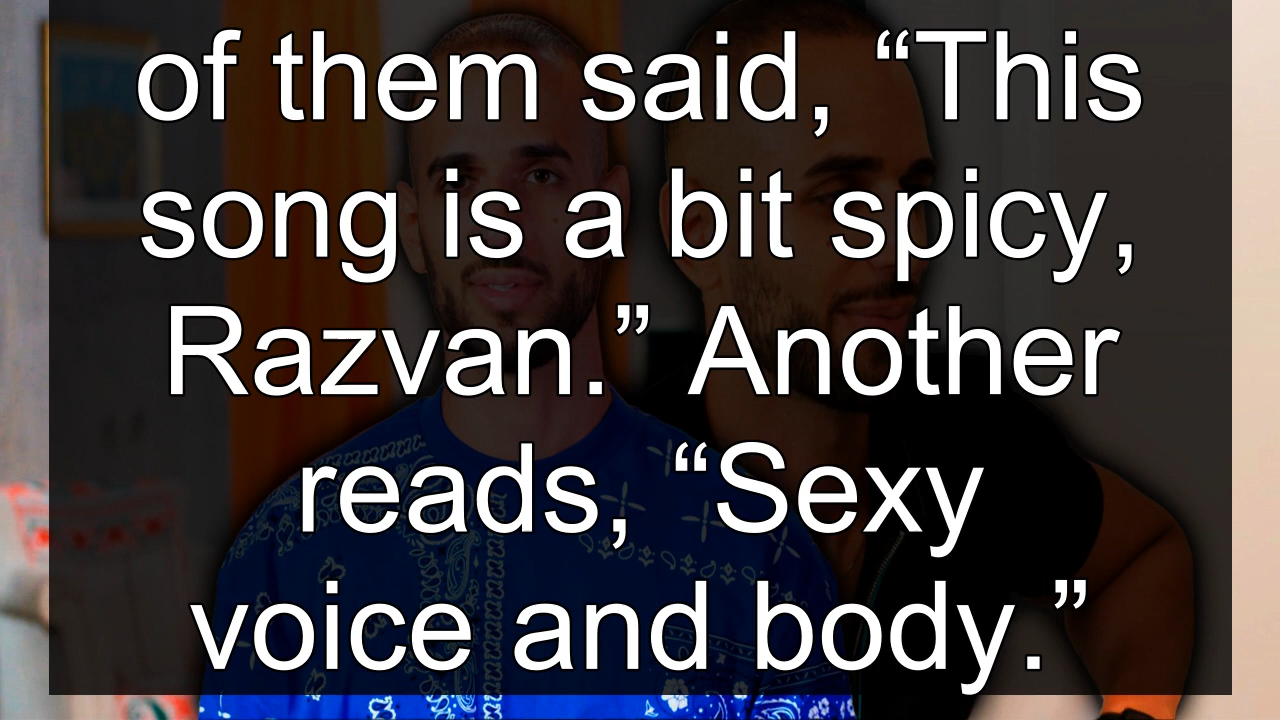 of them said, “This
song is a bit spicy,
Razvan.” Another
reads, “Sexy
voice and body.”